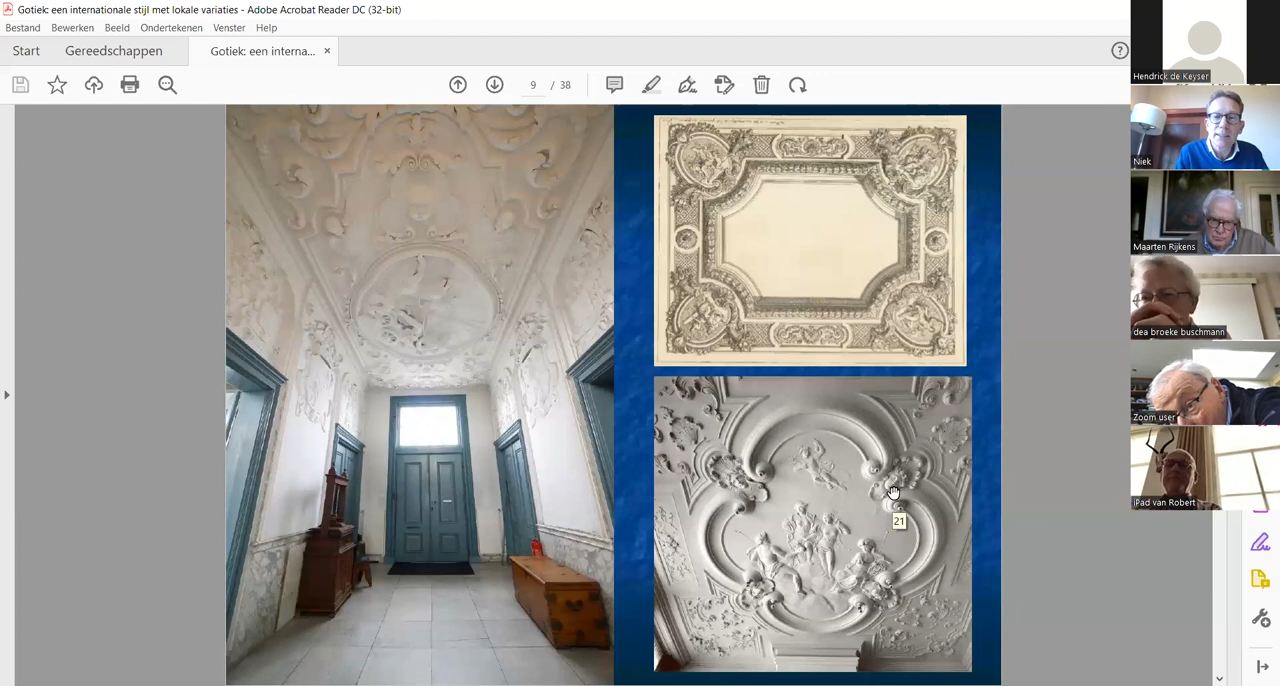 Gotiek: een internationale stijl met lokale variaties - Adobe Acrobat Reader DC (32-bit)
Bestand Bewerken Beeld Ondertekenen Venster Help
Start Gereedschappen Gotiek: een interna... ×
9 / 38
21
Hendrick de Keyser
Niek
Maarten Rijkens
dea broeke buschmann
Zoom user
iPad van Robert